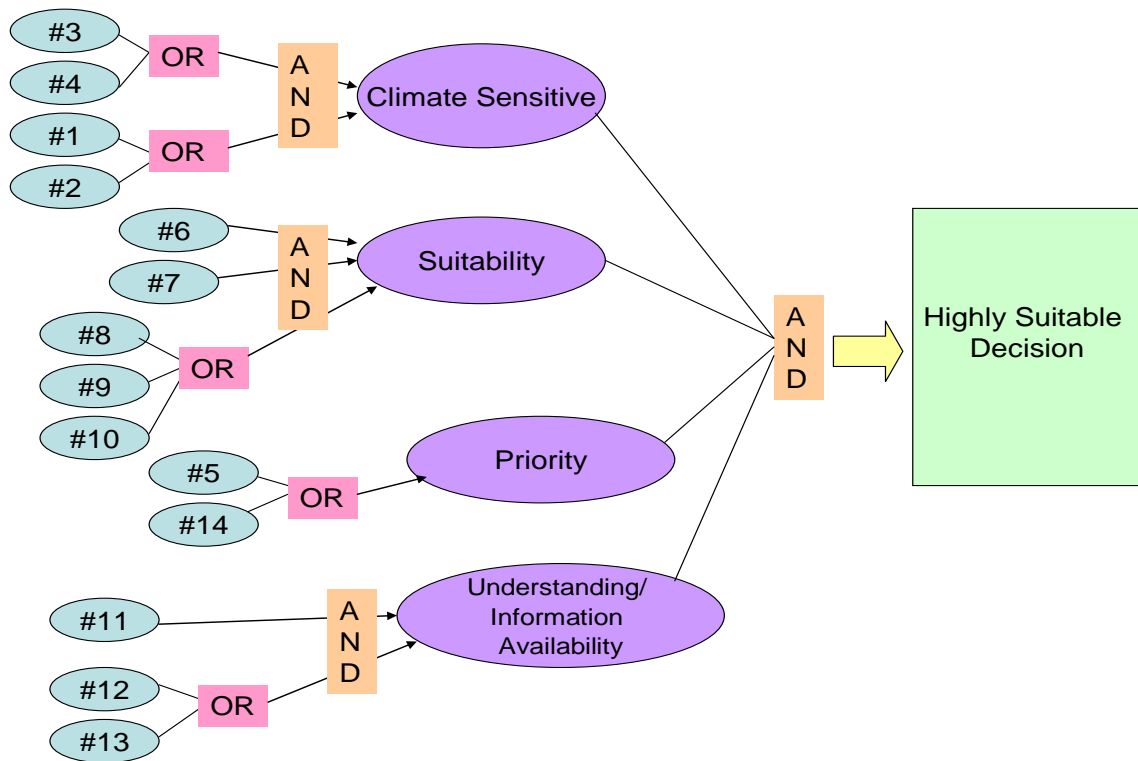 #3
OR
#4
A
N
D
Climate Sensitive
#1
OR
#2
#6
#7
A
N
D
Suitability
#8
#9
OR
#10
#5
OR
#14
Priority
#11
#12
OR
#13
A
N
D
Understanding/
Information
Availability
A
N
D
Highly Suitable
Decision